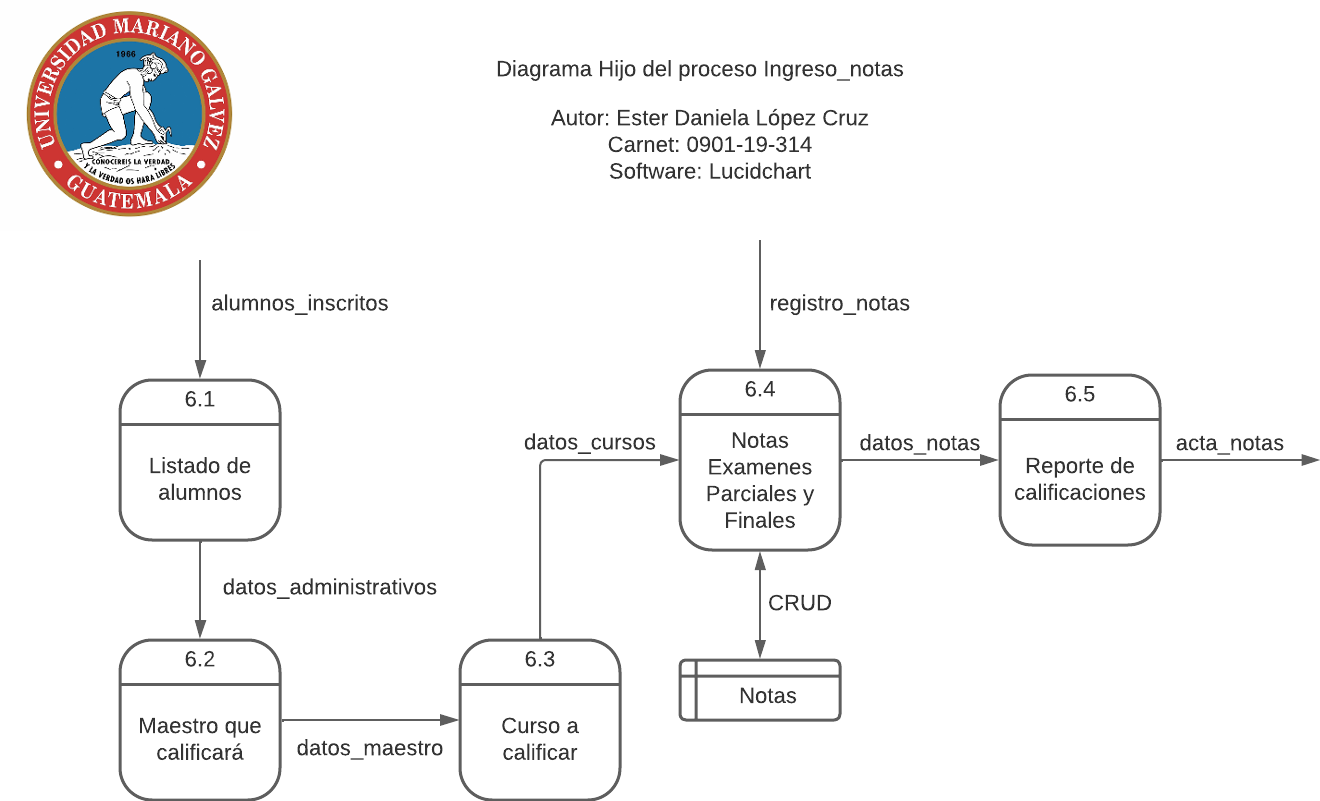 UNIVERSIDAD MARIANO GALVEZ
1966
CONOCEREIS LA VERDAD
Y LA VERDAD OS HARA LIBRES
GUATEMALA
Diagrama Hijo del proceso Ingreso_notas
Autor: Ester Daniela López Cruz
Carnet: 0901-19-314
Software: Lucidchart
alumnos_inscritos
registro_notas
6.1
Listado de
alumnos
datos_administrativos
6.2
Maestro que
calificará
datos_maestro
6.3
Curso a
calificar
datos_cursos
6.4
Notas
Examenes
Parciales y
Finales
CRUD
Notas
datos_notas
6.5
Reporte de
calificaciones
acta_notas